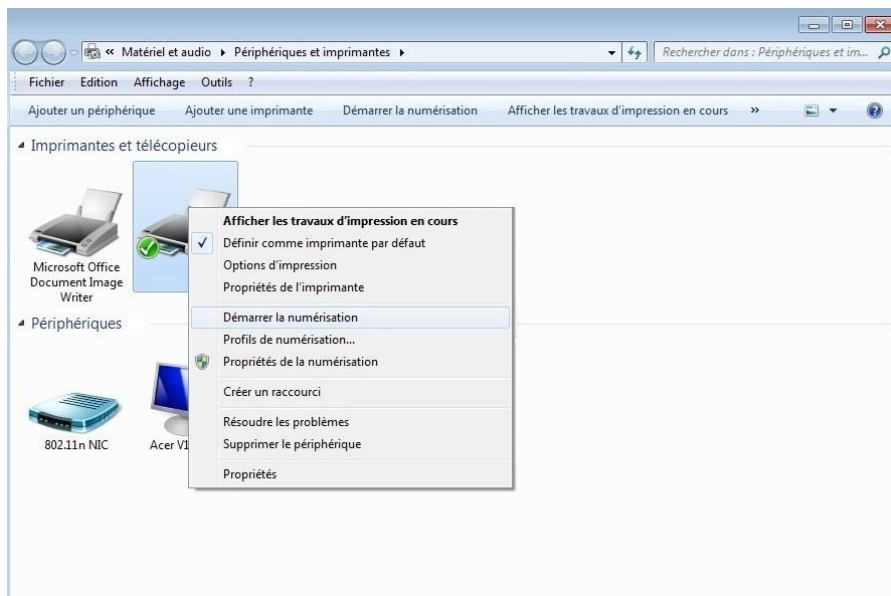 « Matériel et audio ▸ Périphériques et imprimantes ▸
Rechercher dans : Périphériques et im...
Fichier Edition Affichage Outils ?
Ajouter un périphérique Ajouter une imprimante Démarrer la numérisation Afficher les travaux d'impression en cours »
Imprimantes et télécopieurs
Microsoft Office
Document Image
Writer
Afficher les travaux d'impression en cours
Définir comme imprimante par défaut
Options d'impression
Propriétés de l'imprimante
Démarrer la numérisation
Profils de numérisation...
Propriétés de la numérisation
Créer un raccourci
Résoudre les problèmes
Supprimer le périphérique
Propriétés
Périphériques
802.11n NIC
Acer V1